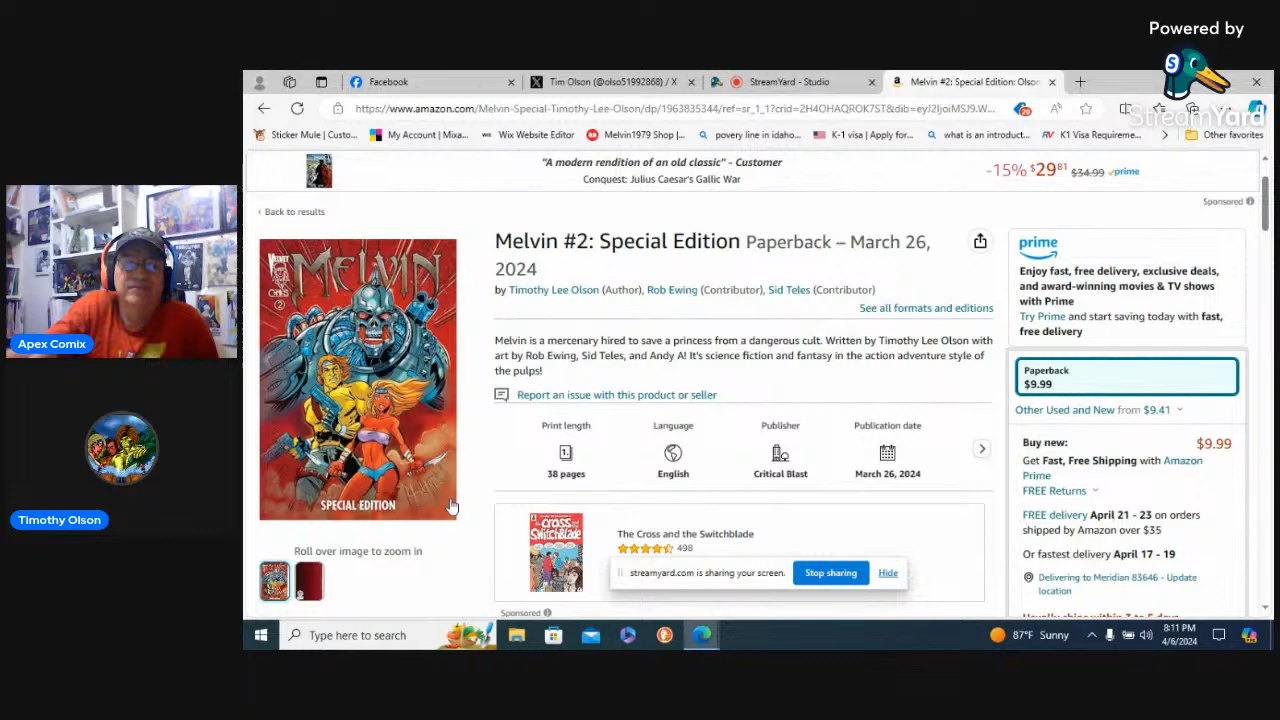 Powered by
S
StreamYard
Facebook
Tim Olson (@olso51992868) / X
StreamYard - Studio
Melvin #2: Special Edition: Olson
https://www.amazon.com/Melvin-Special-Timothy-Lee-Olson/dp/1963835344/ref=sr_1_1?crid=2H4OHAQROK7ST&dib=eyJ2IjoiMSJ9.W...
20
Sticker Mule | Custo...
My Account | Mixa...
Wix Website Editor
Melvin1979 Shop |...
povery line in idaho...
K-1 visa | Apply for...
what is an introduct...
K1 Visa Requireme...
Other favorites
"A modern rendition of an old classic" - Customer
Conquest: Julius Caesar's Gallic War
-15% $29.81 $34.99 prime
Sponsored
‹ Back to results
MELVIN
2
SPECIAL EDITION
Roll over image to zoom in
Melvin #2: Special Edition Paperback – March 26,
2024
by Timothy Lee Olson (Author), Rob Ewing (Contributor), Sid Teles (Contributor)
See all formats and editions
Melvin is a mercenary hired to save a princess from a dangerous cult. Written by Timothy Lee Olson with
art by Rob Ewing, Sid Teles, and Andy A! It's science fiction and fantasy in the action adventure style of
the pulps!
Report an issue with this product or seller
Print length
Language
Publisher
Publication date
38 pages
English
Critical Blast
March 26, 2024
the cross and the SWITCHBLADE
The Cross and the Switchblade
498
streamyard.com is sharing your screen.
Stop sharing
Hide
Sponsored
prime
Enjoy fast, free delivery, exclusive deals,
and award-winning movies & TV shows
with Prime
Try Prime and start saving today with fast,
free delivery
Paperback
$9.99
Other Used and New from $9.41
Buy new:
$9.99
Get Fast, Free Shipping with Amazon
Prime
FREE Returns
FREE delivery April 21 - 23 on orders
shipped by Amazon over $35
Or fastest delivery April 17 - 19
Delivering to Meridian 83646 - Update
location
Usually ships within 3 to 5 days
Type here to search
87°F Sunny
8:11 PM
4/6/2024
Apex Comix
Timothy Olson